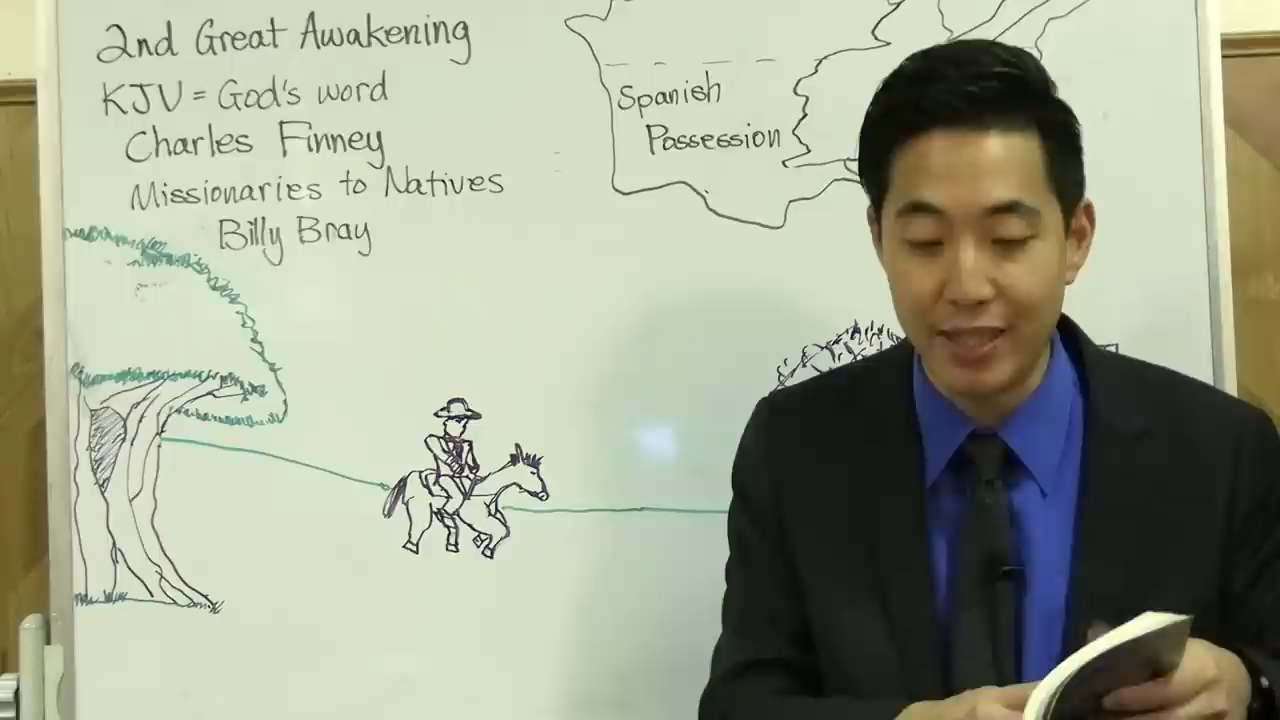 2nd Great Awakening
KJV = God's word
Charles Finney
Missionaries to Natives
Billy Bray
Spanish
Possession